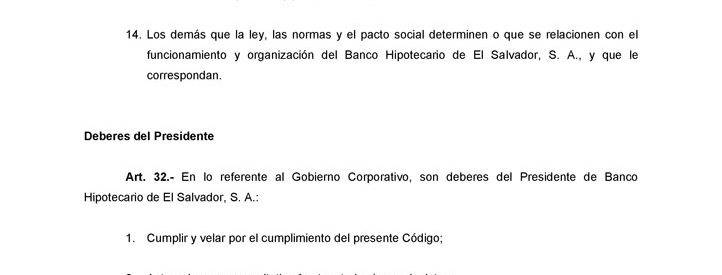 14. Los demás que la ley, las normas y el pacto social determinen o que se relacionen con el
funcionamiento y organización del Banco Hipotecario de El Salvador, S. A., y que le
correspondan.
Deberes del Presidente
Art. 32.- En lo referente al Gobierno Corporativo, son deberes del Presidente de Banco
Hipotecario de El Salvador, S. A.:
1. Cumplir y velar por el cumplimiento del presente Código;